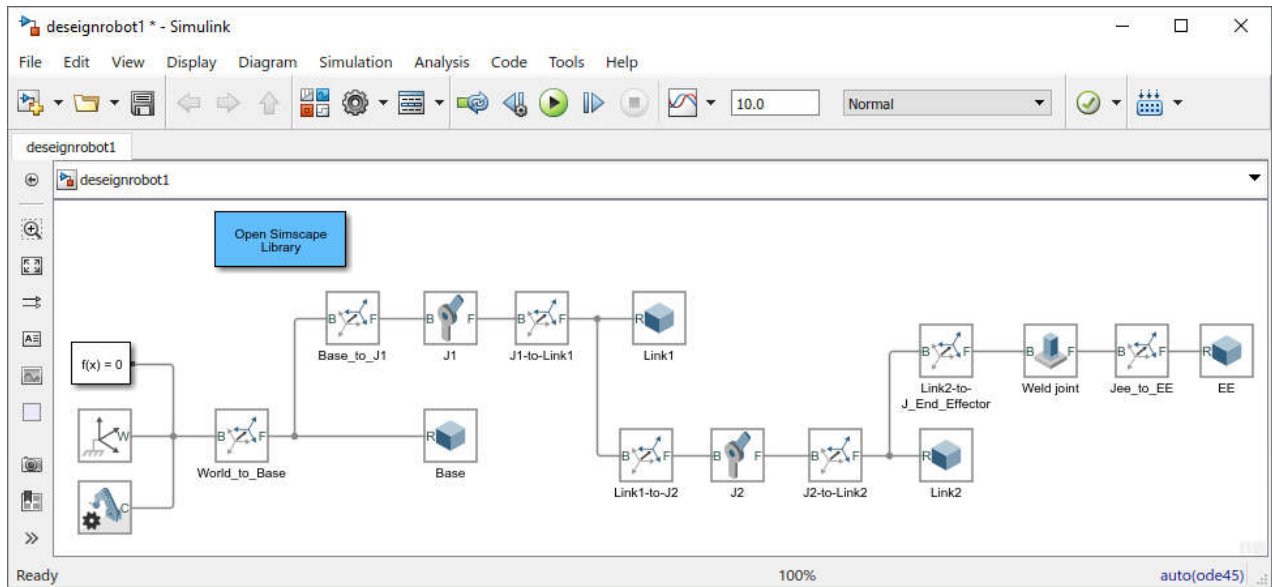 deseignrobot1 * - Simulink
File Edit View Display Diagram Simulation Analysis Code Tools Help
10.0 Normal
deseignrobot1
deseignrobot1
Open Simscape
Library
B F B F B F R
Base_to_J1 J1 J1-to-Link1 Link1
f(x) = 0
B F B F B F R
Link2-to-
J_End_Effector
Weld joint Jee_to_EE EE
W B F R
World_to_Base Base
B F B F B F R
Link1-to-J2 J2 J2-to-Link2 Link2
C
Ready 100% auto(ode45)